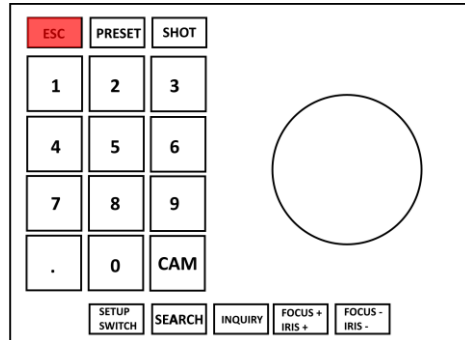 ESC PRESET SHOT
1 2 3
4 5 6
7 8 9
. 0 CAM
SETUP
SWITCH
SEARCH
INQUIRY
FOCUS +
IRIS +
FOCUS -
IRIS -